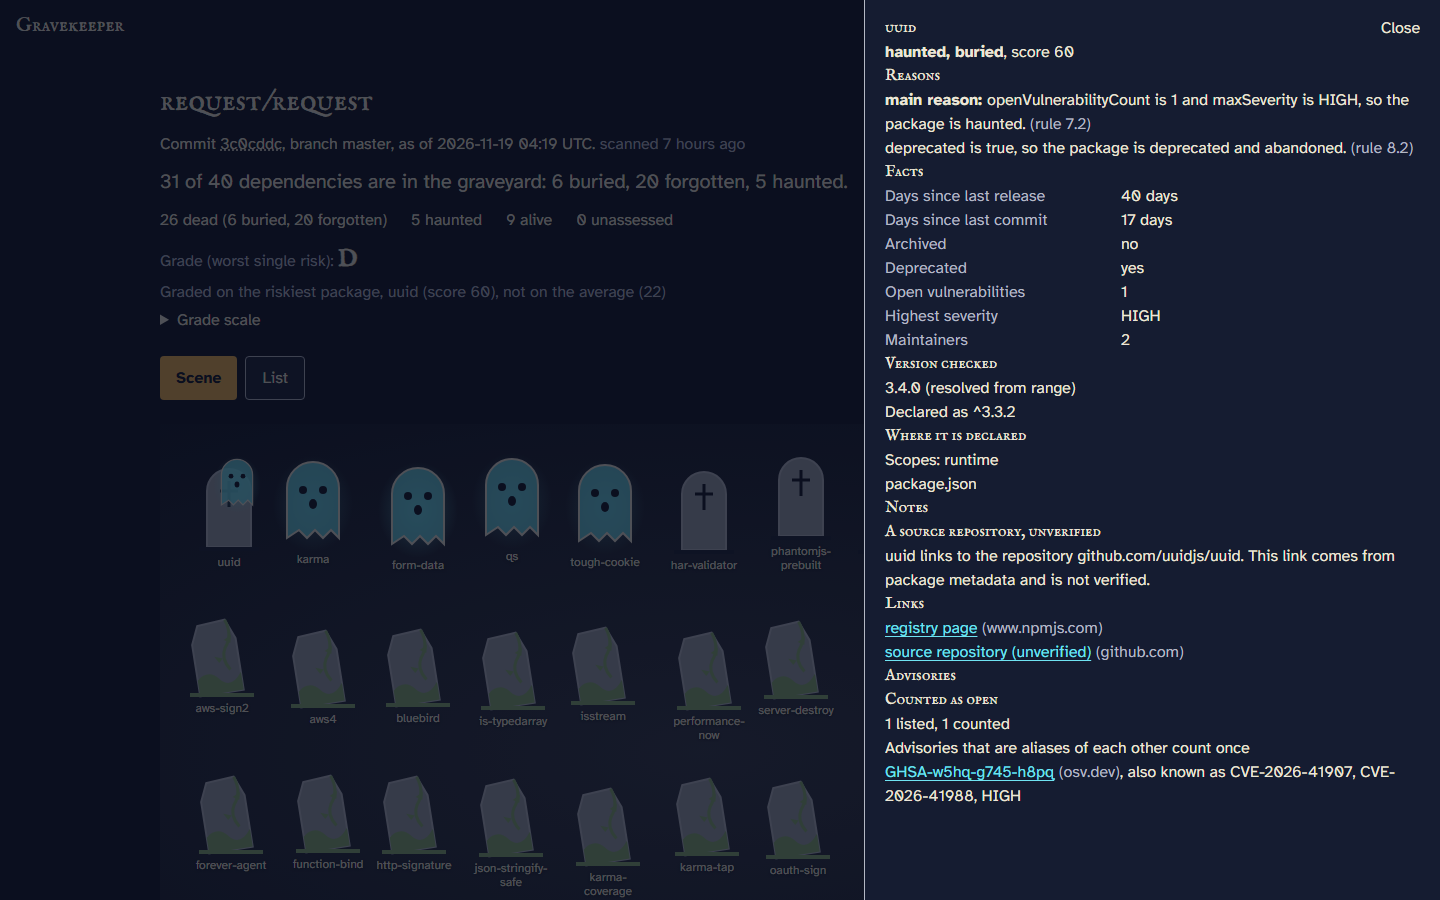 Gravekeeper
request/request
Commit 3c0cddc, branch master, as of 2026-11-19 04:19 UTC. scanned 7 hours ago
31 of 40 dependencies are in the graveyard: 6 buried, 20 forgotten, 5 haunted.
26 dead (6 buried, 20 forgotten) 5 haunted 9 alive 0 unassessed
Grade (worst single risk): D
Graded on the riskiest package, uuid (score 60), not on the average (22)
Grade scale
Scene List
uuid karma form-data qs tough-cookie har-validator phantomjs-
prebuilt
aws-sign2 aws4 bluebird is-typedarray isstream performance-
now server-destroy
forever-agent function-bind http-signature json-stringify-
safe karma-
coverage karma-tap oauth-sign
uuid Close
haunted, buried, score 60
Reasons
main reason: openVulnerabilityCount is 1 and maxSeverity is HIGH, so the
package is haunted. (rule 7.2)
deprecated is true, so the package is deprecated and abandoned. (rule 8.2)
Facts
Days since last release 40 days
Days since last commit 17 days
Archived no
Deprecated yes
Open vulnerabilities 1
Highest severity HIGH
Maintainers 2
Version checked
3.4.0 (resolved from range)
Declared as ^3.3.2
Where it is declared
Scopes: runtime
package.json
Notes
A source repository, unverified
uuid links to the repository github.com/uuidjs/uuid. This link comes from
package metadata and is not verified.
Links
registry page (www.npmjs.com)
source repository (unverified) (github.com)
Advisories
Counted as open
1 listed, 1 counted
Advisories that are aliases of each other count once
GHSA-w5hq-g745-h8pq (osv.dev), also known as CVE-2026-41907, CVE-
2026-41988, HIGH